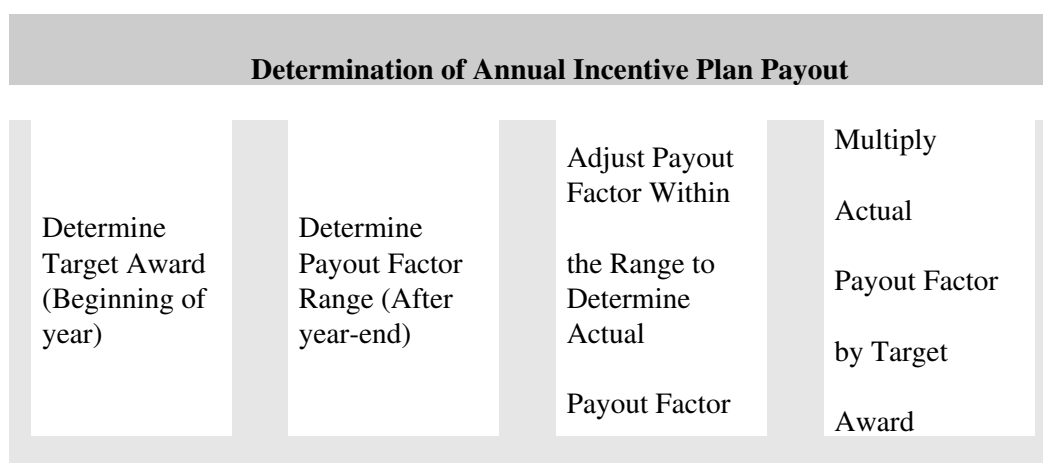 Determination of Annual Incentive Plan Payout
Determine
Target Award
(Beginning of
year)
Determine
Payout Factor
Range (After
year-end)
Adjust Payout
Factor Within
the Range to
Determine
Actual
Payout Factor
Multiply
Actual
Payout Factor
by Target
Award